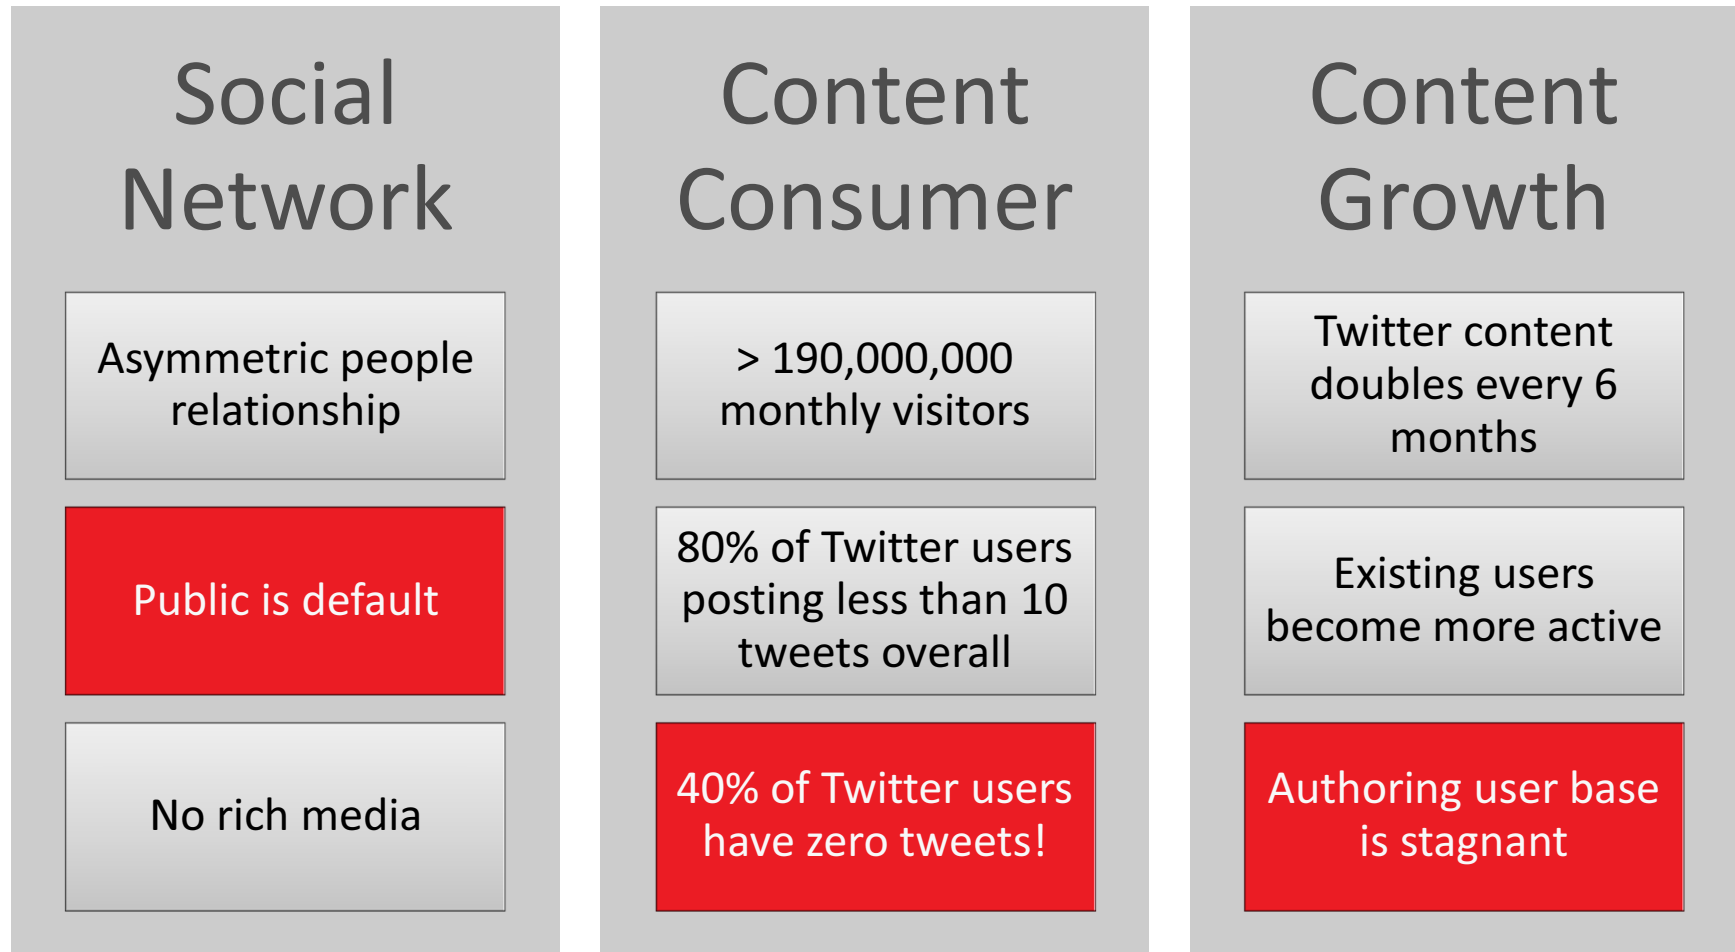 Social
Network
Asymmetric people
relationship
Public is default
No rich media
Content
Consumer
> 190,000,000
monthly visitors
80% of Twitter users
posting less than 10
tweets overall
40% of Twitter users
have zero tweets!
Content
Growth
Twitter content
doubles every 6
months
Existing users
become more active
Authoring user base
is stagnant